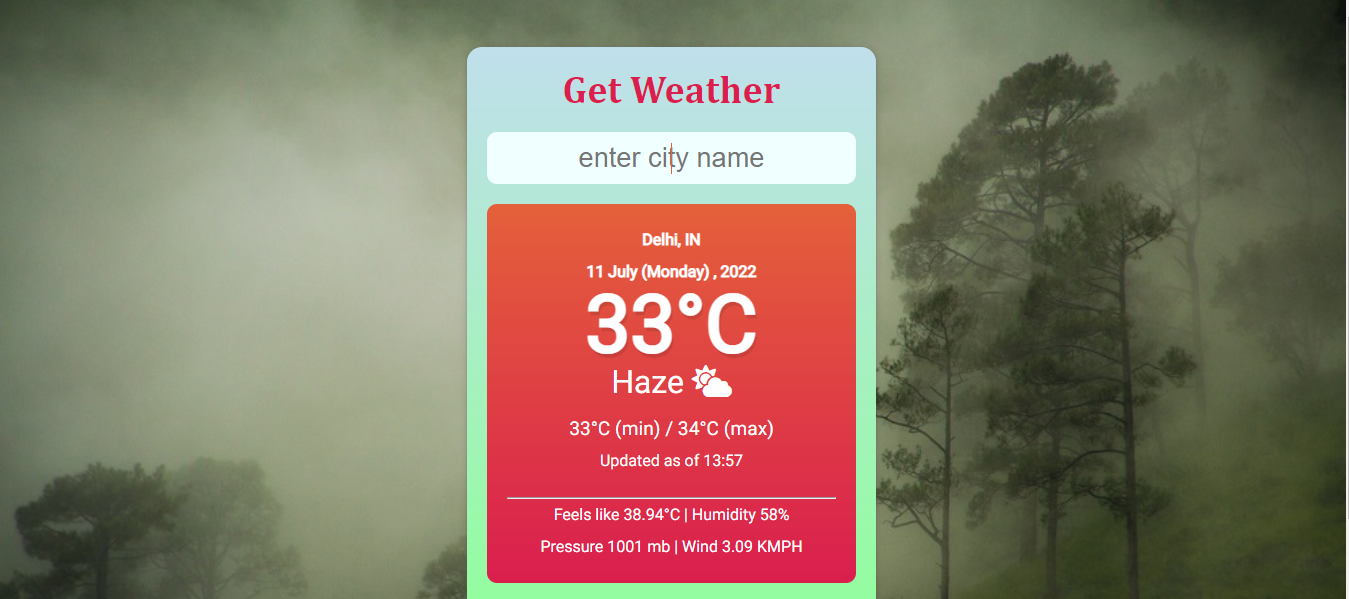 Get Weather
enter city name
Delhi, IN
11 July (Monday) , 2022
33°C
Haze
33°C (min) / 34°C (max)
Updated as of 13:57
Feels like 38.94°C | Humidity 58%
Pressure 1001 mb | Wind 3.09 KMPH